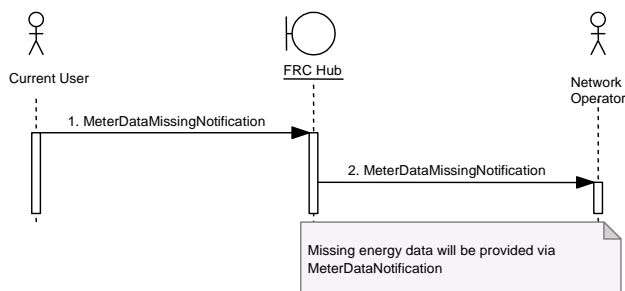 Current User
FRC Hub
Network
Operator
1. MeterDataMissingNotification
2. MeterDataMissingNotification
Missing energy data will be provided via
MeterDataNotification